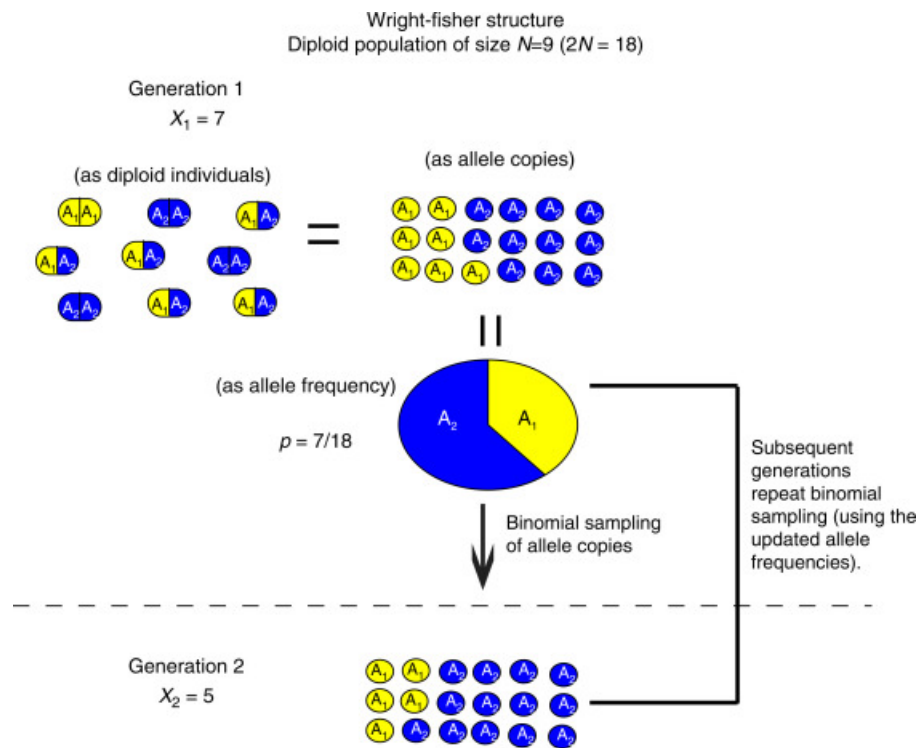 Wright-fisher structure
Diploid population of size N=9 (2N = 18)
Generation 1
X₁ = 7
(as diploid individuals)
(as allele copies)
A₁ A₁ A₂ A₂ A₁ A₂
A₁ A₂ A₁ A₂ A₂ A₂
A₂ A₂ A₁ A₂ A₁ A₂
=
A₁ A₁ A₂ A₂ A₂ A₂
A₁ A₁ A₂ A₂ A₂ A₂
A₁ A₁ A₁ A₂ A₂ A₂
(as allele frequency)
p = 7/18
A₂ A₁
Binomial sampling
of allele copies
Subsequent
generations
repeat binomial
sampling (using the
updated allele
frequencies).
Generation 2
X₂ = 5
A₁ A₁ A₂ A₂ A₂ A₂
A₁ A₁ A₂ A₂ A₂ A₂
A₁ A₂ A₂ A₂ A₂ A₂